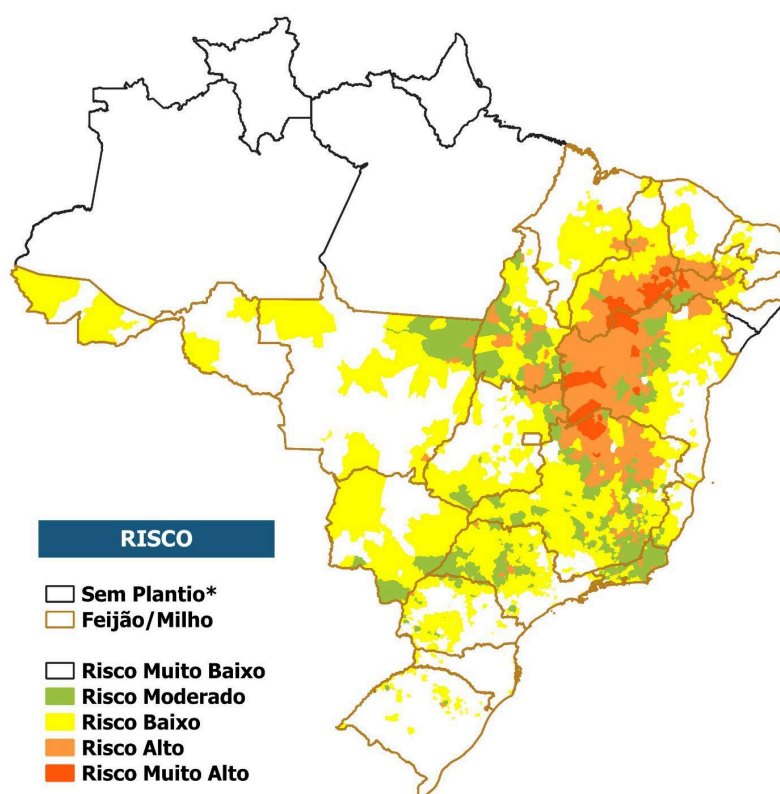 RISCO
Sem Plantio*
Feijão/Milho
Risco Muito Baixo
Risco Moderado
Risco Baixo
Risco Alto
Risco Muito Alto